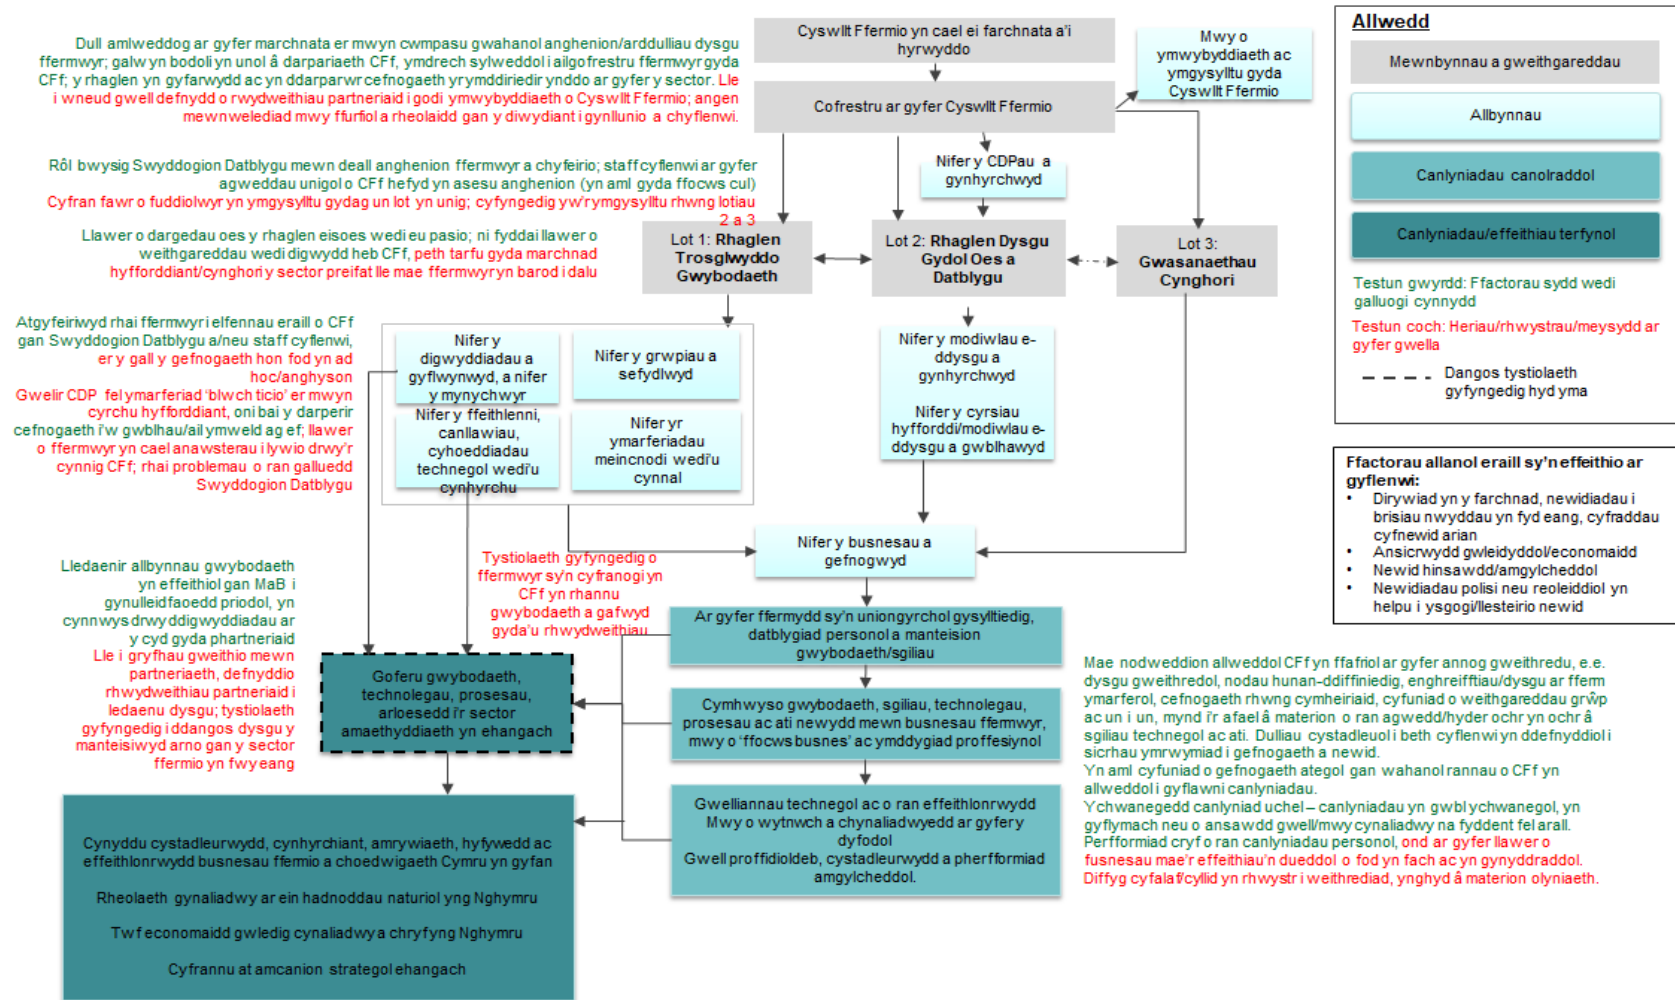 Dull amlweddog ar gyfer marchnata er mwyn cwmpasu gwahanol anghenion/arddulliau dysgu
ffermwyr; galw yn bodoli yn unol â darpariaeth CFf, ymdrech sylweddol i ailgofrestru ffermwyr gyda
CFf; y rhaglen yn gyfarwydd ac yn ddarparwr cefnogaeth yr ymddiriedir ynddo ar gyfer y sector. Lle
i wneud gwell defnydd o rwydweithiau partneriaid i godi ymwybyddiaeth o Cyswllt Ffermio; angen
mewnwelediad mwy ffurfiol a rheolaidd gan y diwydiant i gynllunio a chyflenwi.
Cyswllt Ffermio yn cael ei farchnata a'i
hyrwyddo
Mwy o
ymwybyddiaeth ac
ymgysylltu gyda
Cyswllt Ffermio
Cofrestru ar gyfer Cyswllt Ffermio
Allwedd
Mewnbynnau a gweithgareddau
Allbynnau
Canlyniadau canolraddol
Canlyniadau/effeithiau terfynol
Testun gwyrdd: Ffactorau sydd wedi
galluogi cynnydd
Testun coch: Heriau/rhwystrau/meysydd ar
gyfer gwella
Dangos tystiolaeth
gyfyngedig hyd yma
Rôl bwysig Swyddogion Datblygu mewn deall anghenion ffermwyr a chyfeirio; staff cyflenwi ar gyfer
agweddau unigol o CFf hefyd yn asesu anghenion (yn aml gyda ffocws cul)
Cyfran fawr o fuddiolwyr yn ymgysylltu gydag un lot yn unig; cyfyngedig yw'r ymgysylltu rhwng lotiau
2 a 3
Nifer y CDPau a
gynhyrchwyd
Llawer o dargedau oes y rhaglen eisoes wedi eu pasio; ni fyddai llawer o
weithgareddau wedi digwydd heb CFf, peth tarfu gyda marchnad
hyfforddiant/cynghori y sector preifat lle mae ffermwyr yn barod i dalu
Lot 1: Rhaglen
Trosglwyddo
Gwybodaeth
Lot 2: Rhaglen Dysgu
Gydol Oes a
Datblygu
Lot 3:
Gwasanaethau
Cynghori
Atgyfeiriwyd rhai ffermwyr i elfennau eraill o CFf
gan Swyddogion Datblygu a/neu staff cyflenwi,
er y gall y gefnogaeth hon fod yn ad
hoc/anghyson
Gwelir CDP fel ymarferiad 'blwch ticio' er mwyn
cyrchu hyfforddiant, oni bai y darperir
cefnogaeth i'w gwblhau/ail ymweld ag ef; llawer
o ffermwyr yn cael anawsterau i lywio drwy'r
cynnig CFf; rhai problemau o ran galluedd
Swyddogion Datblygu
Nifer y
digwyddiadau a
gyflwynwyd, a nifer
y mynychwyr
Nifer y grwpiau a
sefydlwyd
Nifer y ffeithlenni,
canllawiau,
cyhoeddiadau
technegol wedi'u
cynhyrchu
Nifer yr
ymarferiadau
meincnodi wedi'u
cynnal
Nifer y modiwlau e-
ddysgu a
gynhyrchwyd
Nifer y cyrsiau
hyfforddi/modiwlau e-
ddysgu a gwblhawyd
Ffactorau allanol eraill sy'n effeithio ar
gyflenwi:
• Dirywiad yn y farchnad, newidiadau i
brisiau nwyddau yn fyd eang, cyfraddau
cyfnewid arian
• Ansicrwydd gwleidyddol/economaidd
• Newid hinsawdd/amgylcheddol
• Newidiadau polisi neu reoleiddiol yn
helpu i ysgogi/llesteirio newid
Nifer y busnesau a
gefnogwyd
Lledaenir allbynnau gwybodaeth
yn effeithiol gan MaB i
gynulleidfaoedd priodol, yn
cynnwys drwy ddigwyddiadau ar
y cyd gyda phartneriaid
Lle i gryfhau gweithio mewn
partneriaeth, defnyddio
rhwydweithiau partneriaid i
ledaenu dysgu; tystiolaeth
gyfyngedig i ddangos dysgu y
manteisiwyd arno gan y sector
ffermio yn fwy eang
Tystiolaeth gyfyngedig o
ffermwyr sy'n cyfranogi yn
CFf yn rhannu
gwybodaeth a gafwyd
gyda'u rhwydweithiau
Ar gyfer ffermydd sy'n uniongyrchol gysylltiedig,
datblygiad personol a manteision
gwybodaeth/sgiliau
Goferu gwybodaeth,
technolegau, prosesau,
arloesedd i'r sector
amaethyddiaeth yn ehangach
Cymhwyso gwybodaeth, sgiliau, technolegau,
prosesau ac ati newydd mewn busnesau ffermwyr,
mwy o 'ffocws busnes' ac ymddygiad proffesiynol
Gwelliannau technegol ac o ran effeithlonrwydd
Mwy o wytnwch a chynaliadwyedd ar gyfer y
dyfodol
Gwell proffidioldeb, cystadleurwydd a pherfformiad
amgylcheddol.
Mae nodweddion allweddol CFf yn ffafriol ar gyfer annog gweithredu, e.e.
dysgu gweithredol, nodau hunan-ddiffiniedig, enghreifftiau/dysgu ar fferm
ymarferol, cefnogaeth rhwng cymheiriaid, cyfuniad o weithgareddau grŵp
ac un i un, mynd i'r afael â materion o ran agwedd/hyder ochr yn ochr â
sgiliau technegol ac ati. Dulliau cystadleuol i beth cyflenwi yn ddefnyddiol i
sicrhau ymrwymiad i gefnogaeth a newid.
Yn aml cyfuniad o gefnogaeth ategol gan wahanol rannau o CFf yn
allweddol i gyflawni canlyniadau.
Ychwanegedd canlyniad uchel – canlyniadau yn gwbl ychwanegol, yn
gyflymach neu o ansawdd gwell/mwy cynaliadwy na fyddent fel arall.
Perfformiad cryf o ran canlyniadau personol, ond ar gyfer llawer o
fusnesau mae'r effeithiau'n dueddol o fod yn fach ac yn gynyddraddol.
Diffyg cyfalaf/cyllid yn rhwystr i weithrediad, ynghyd â materion olyniaeth.
Cynyddu cystadleurwydd, cynhyrchiant, amrywiaeth, hyfywedd ac
effeithlonrwydd busnesau ffermio a choedwigaeth Cymru yn gyfan
Rheolaeth gynaliadwy ar ein hadnoddau naturiol yng Nghymru
Twf economaidd gwledig cynaliadwy a chryf yng Nghymru
Cyfrannu at amcanion strategol ehangach